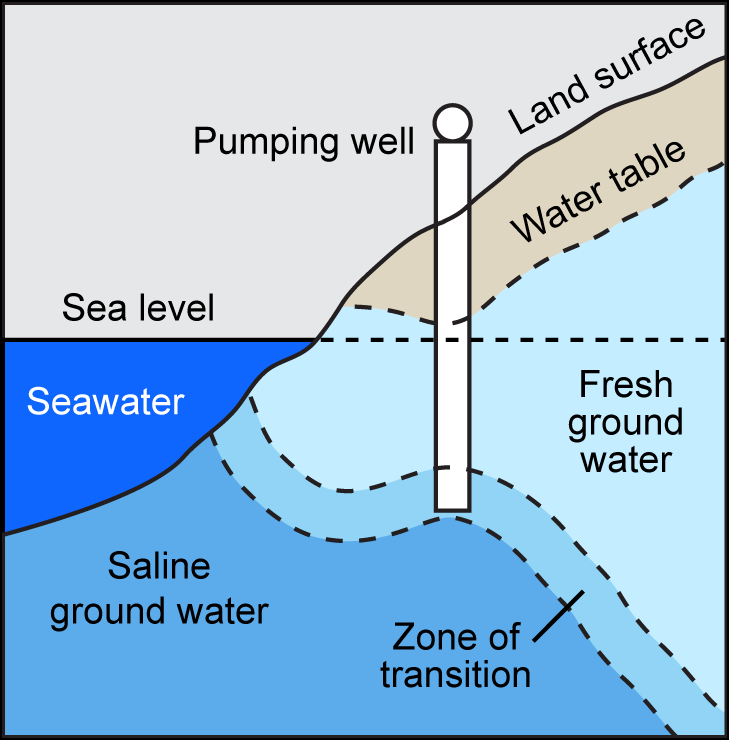 Land surface
Pumping well
Water table
Sea level
Seawater
Fresh
ground
water
Saline
ground water
Zone of
transition